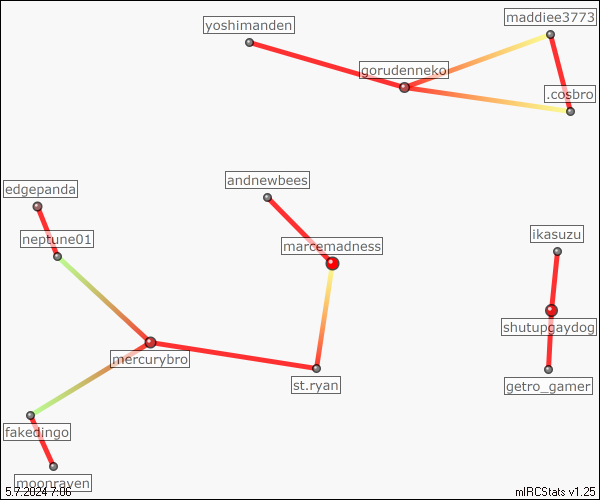 maddiee3773
yoshimanden
gorudenneko
.cosbro
andnewbees
edgepanda
ikasuzu
neptune01
marcemadness
shutupgaydog
mercurybro
st.ryan
getro_gamer
fakedingo
moonraven
5.7.2024 7:06
mIRCStats v1.25